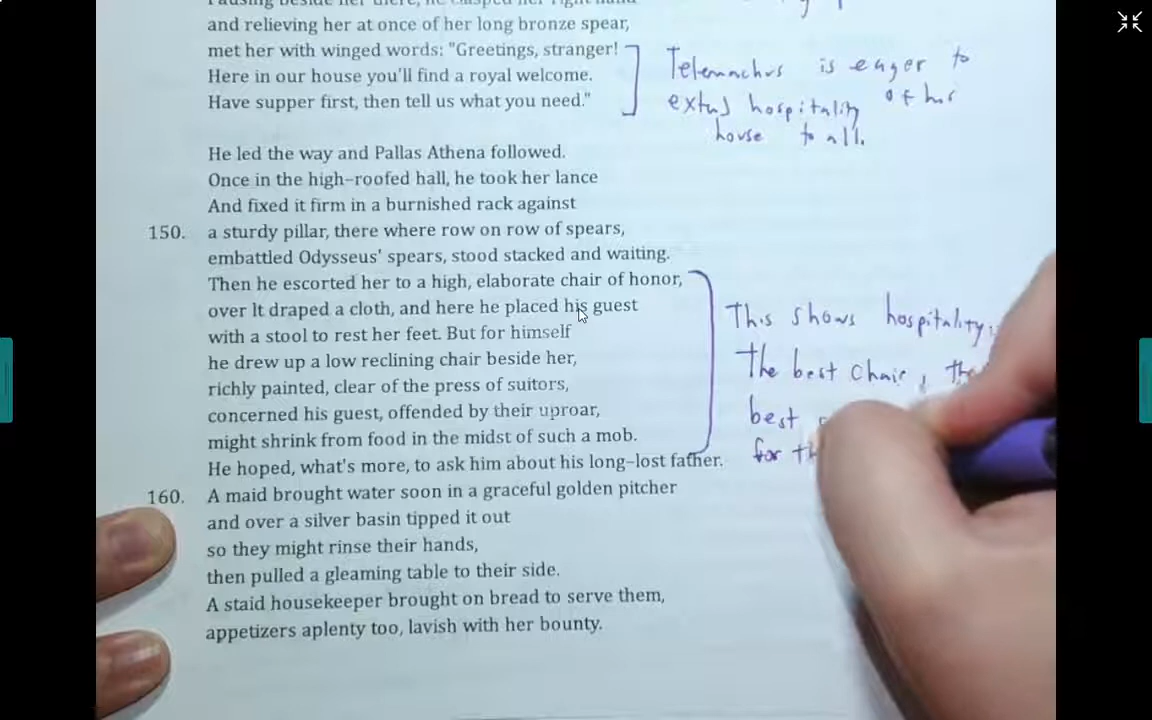 and relieving her at once of her long bronze spear,
met her with winged words: "Greetings, stranger!
Here in our house you'll find a royal welcome.
Have supper first, then tell us what you need."
Telemachus is eager to
extend hospitality of his
house to all.
He led the way and Pallas Athena followed.
Once in the high-roofed hall, he took her lance
And fixed it firm in a burnished rack against
150. a sturdy pillar, there where row on row of spears,
embattled Odysseus' spears, stood stacked and waiting.
Then he escorted her to a high, elaborate chair of honor,
over It draped a cloth, and here he placed his guest
with a stool to rest her feet. But for himself
he drew up a low reclining chair beside her,
richly painted, clear of the press of suitors,
concerned his guest, offended by their uproar,
might shrink from food in the midst of such a mob.
He hoped, what's more, to ask him about his long-lost father.
This shows hospitality.
The best chair, the
best
for th
160. A maid brought water soon in a graceful golden pitcher
and over a silver basin tipped it out
so they might rinse their hands,
then pulled a gleaming table to their side.
A staid housekeeper brought on bread to serve them,
appetizers aplenty too, lavish with her bounty.